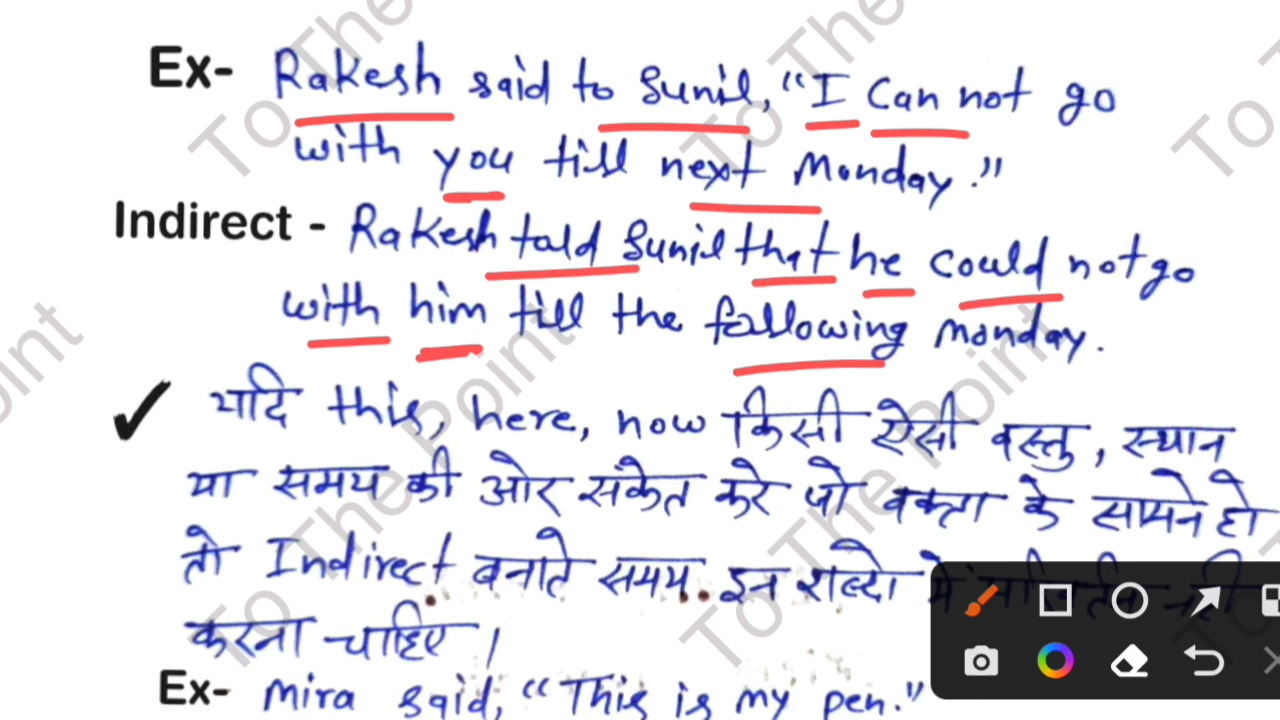 Ex- Rakesh said to Sunil, “I Can not go
with you till next Monday.”
Indirect - Rakesh told Sunil that he could not go
with him till the following monday.
✓ यदि this, here, now किसी ऐसी वस्तु, स्थान
या समय की ओर संकेत करे जो वक्ता के सामने हो
तो Indirect बनाते समय इन शब्दो में
करना चाहिए।
Ex- Mira said, “This is my pen.”